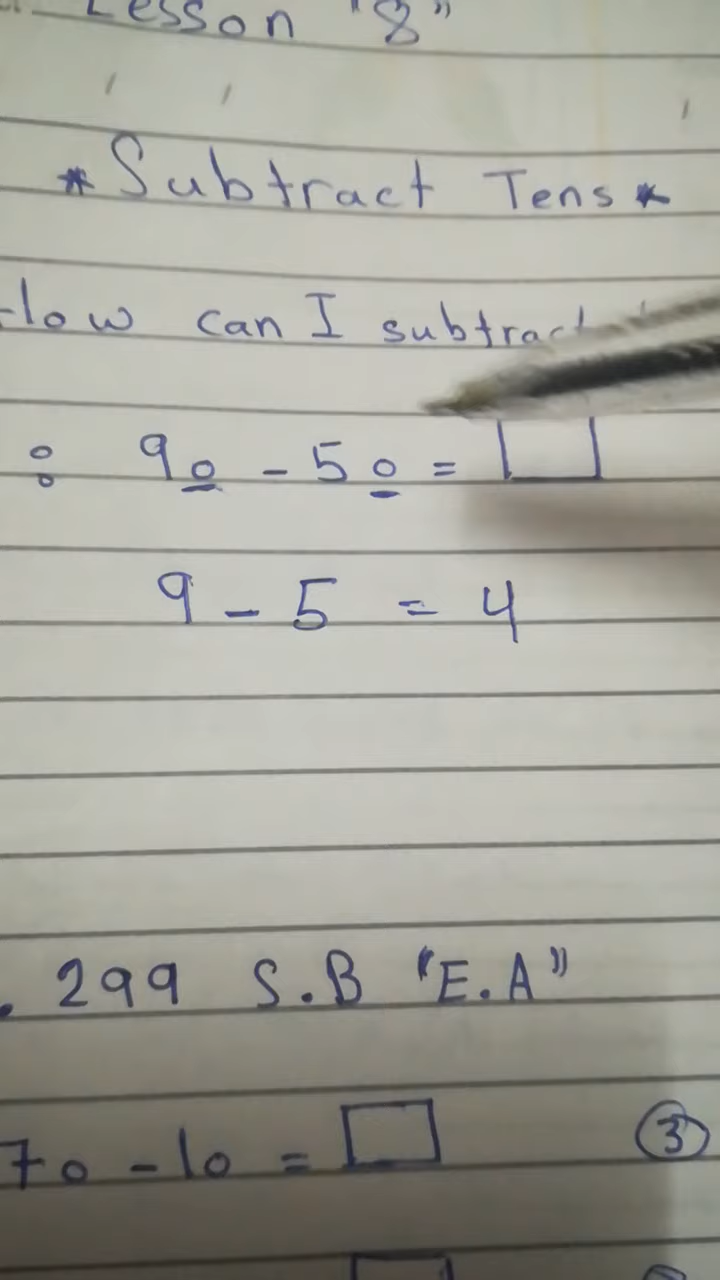 Lesson "8"
* Subtract Tens *
How can I subtract
: 90 - 50 = □
9 - 5 = 4
. 299 S.B "E.A"
70 - 10 = □ ③